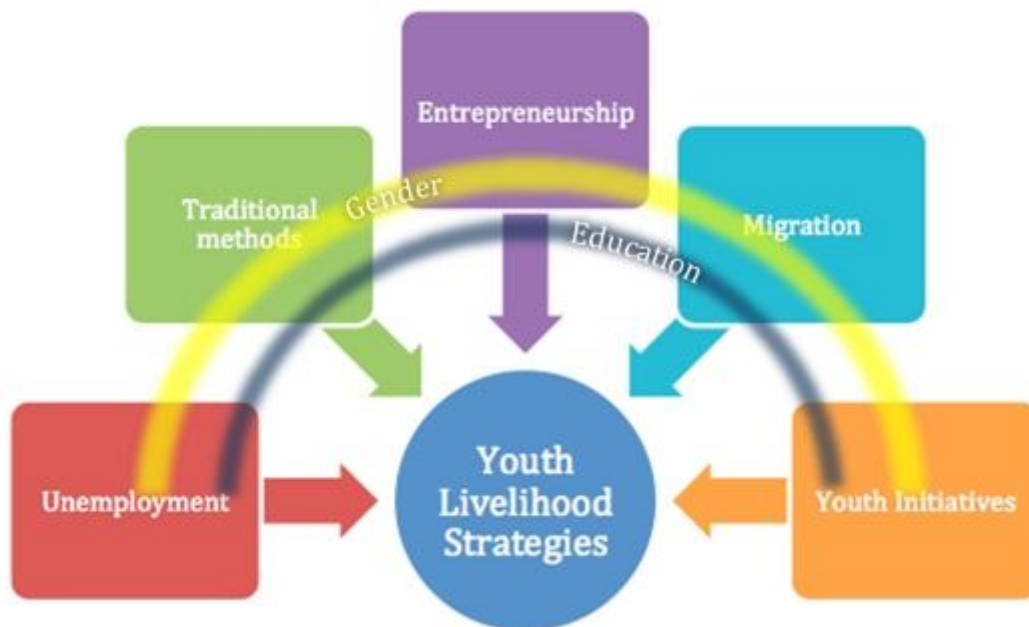 Entrepreneurship
Traditional
methods
Gender
Education
Migration
Unemployment
Youth
Livelihood
Strategies
Youth Initiatives